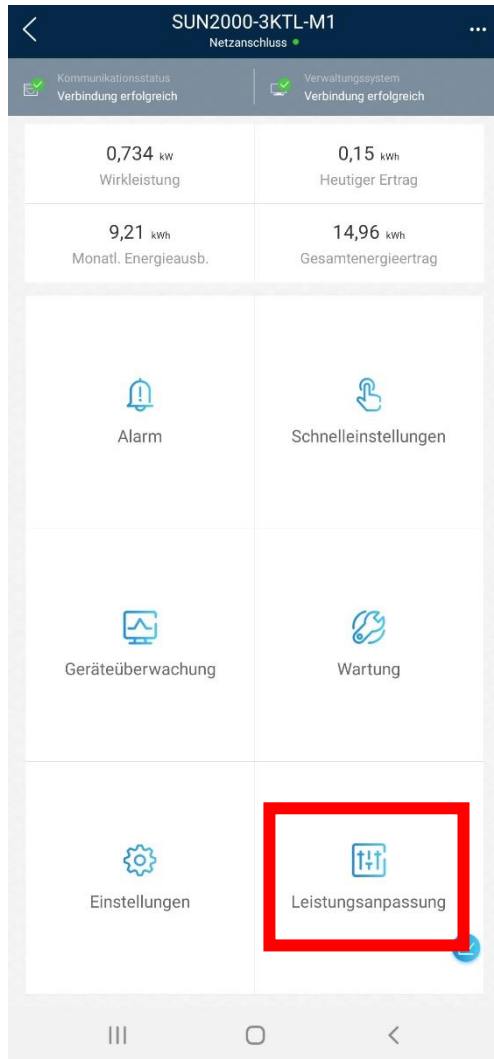 SUN2000-3KTL-M1
Netzanschluss
Kommunikationsstatus
Verbindung erfolgreich
Verwaltungssystem
Verbindung erfolgreich
0,734 kW
Wirkleistung
0,15 kWh
Heutiger Ertrag
9,21 kWh
Monatl. Energieausb.
14,96 kWh
Gesamtenergieertrag
Alarm
Schnelleinstellungen
Geräteüberwachung
Wartung
Einstellungen
Leistungsanpassung